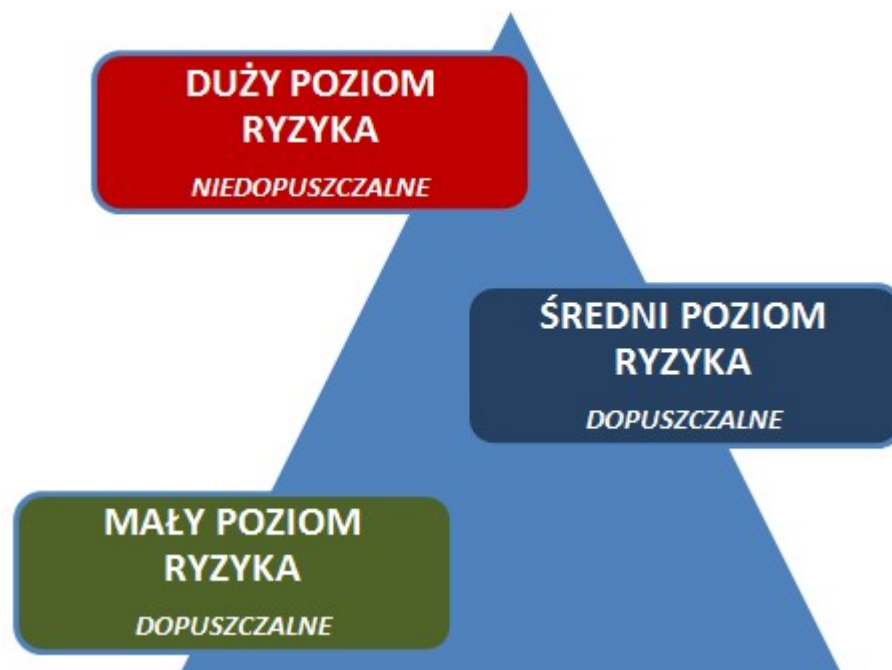 DUŻY POZIOM
RYZYKA
NIEDOPUSZCZALNE
ŚREDNI POZIOM
RYZYKA
DOPUSZCZALNE
MAŁY POZIOM
RYZYKA
DOPUSZCZALNE